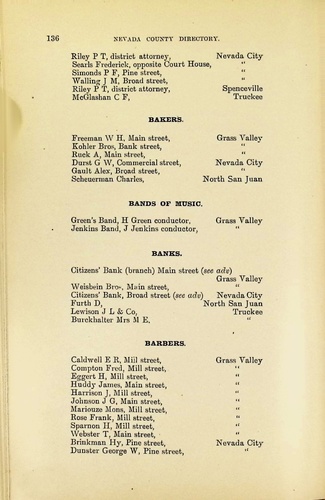 136 NEVADA COUNTY DIRECTORY.
Riley P T, district attorney, Nevada City
Searls Frederick, opposite Court House, "
Simonds P F, Pine street, "
Walling J M, Broad street, "
Riley P T, district attorney, Spenceville
McGlashan C F, Truckee
BAKERS.
Freeman W H, Main street, Grass Valley
Kohler Bros, Bank street, "
Ruck A, Main street, "
Durst G W, Commercial street, Nevada City
Gault Alex, Broad street, "
Scheuerman Charles, North San Juan
BANDS OF MUSIC.
Green's Band, H Green conductor, Grass Valley
Jenkins Band, J Jenkins conductor, "
BANKS.
Citizens' Bank (branch) Main street (see adv)
Grass Valley
Weisbein Bros, Main street, "
Citizens' Bank, Broad street (see adv) Nevada City
Furth D, North San Juan
Lewison J L & Co, Truckee
Burckhalter Mrs M E, "
BARBERS.
Caldwell E R, Mill street, Grass Valley
Compton Fred, Mill street, "
Eggert H, Mill street, "
Huddy James, Main street, "
Harrison J, Mill street, "
Johnson J G, Main street, "
Mariouze Mons, Mill street, "
Rose Frank, Mill street, "
Sparnon H, Mill street, "
Webster T, Main street, "
Brinkman Hy, Pine street, Nevada City
Dunster George W, Pine street, "